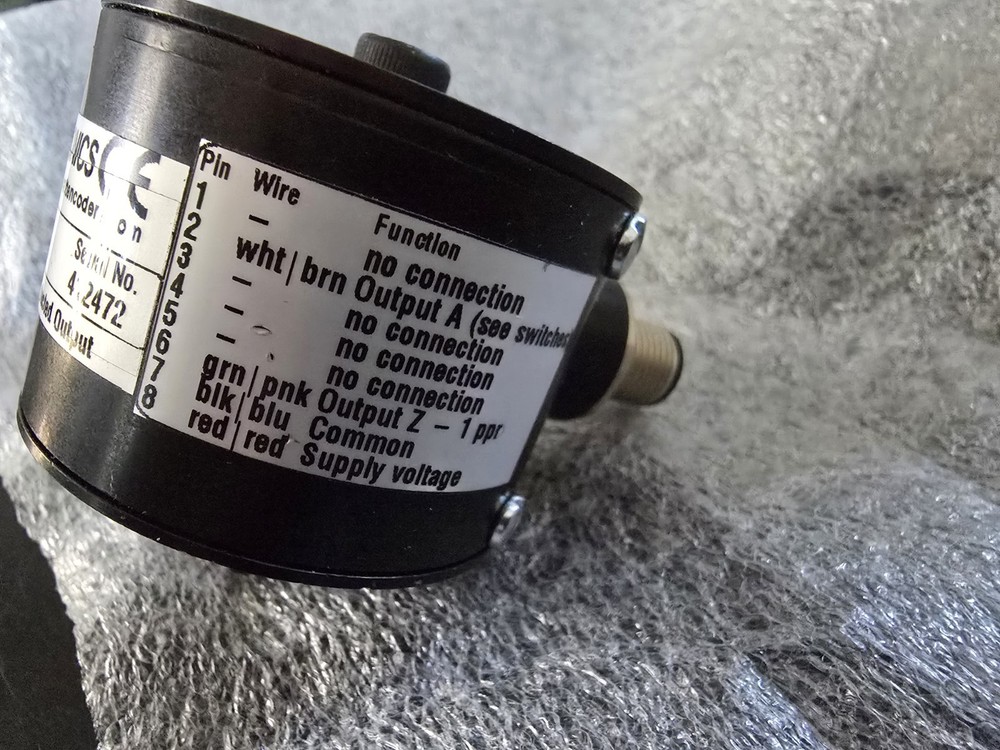 CE
Serial No.
2472
Output
Pin Wire Function
1 – no connection
2 wht|brn Output A (see switches
3 – no connection
4 – no connection
5 – no connection
6 grn|pnk Output Z – 1 ppr
7 blk|blu Common
8 red|red Supply voltage